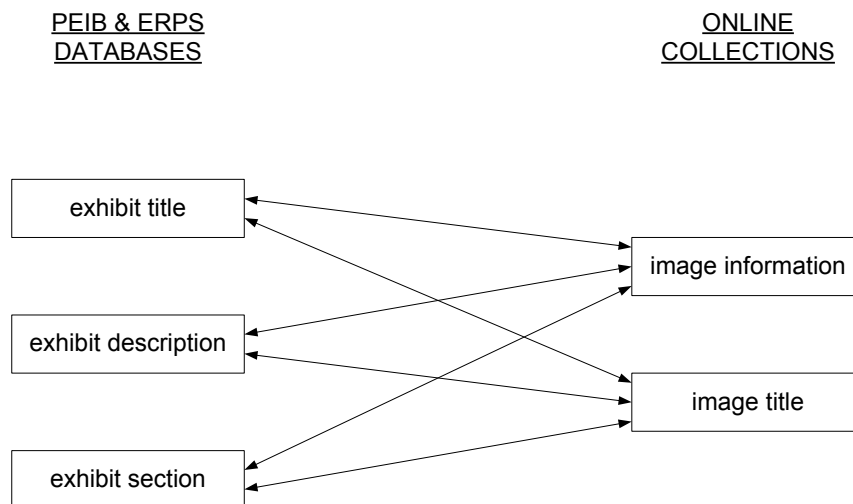 PEIB & ERPS
DATABASES
ONLINE
COLLECTIONS
exhibit title
image information
exhibit description
image title
exhibit section